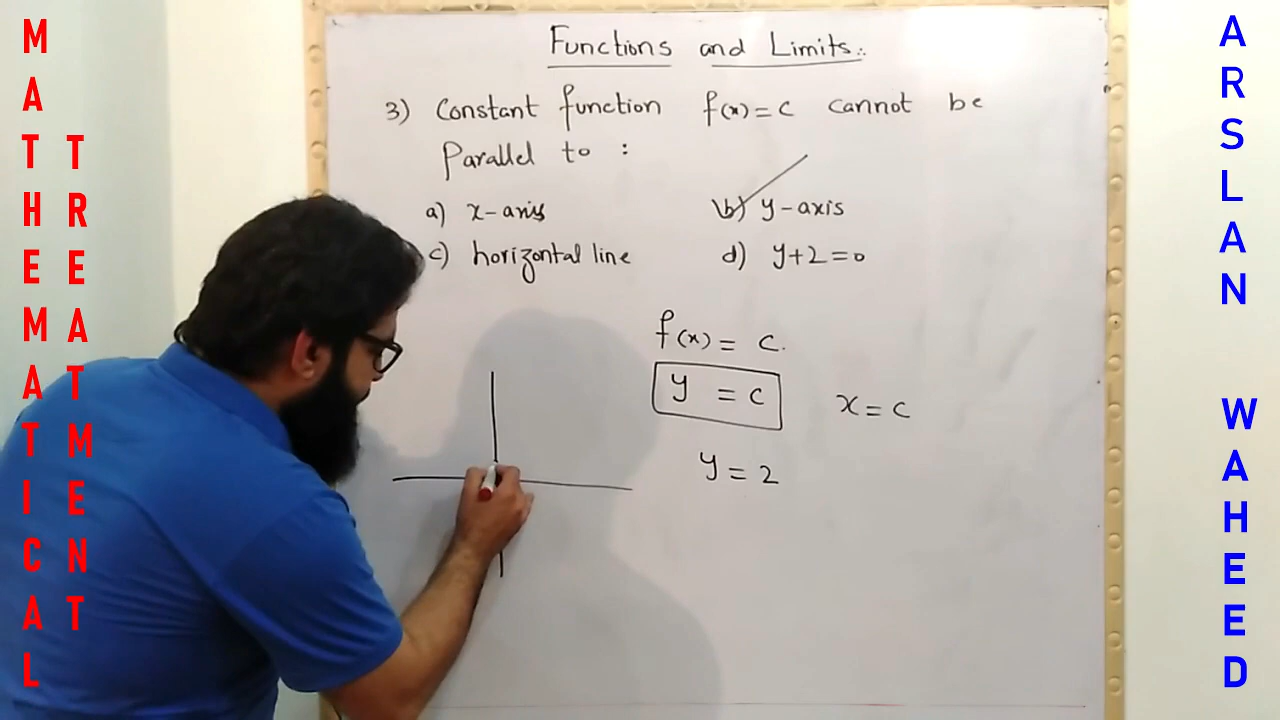 MATHEMATICAL
TREATMENT
Functions and Limits:.
3) Constant function f(x) = c cannot be
Parallel to :
a) x-axis
b) y-axis
c) horizontal line
d) y+2=0
f(x) = c.
y = c
x = c
y = 2
ARSLAN WAHEED